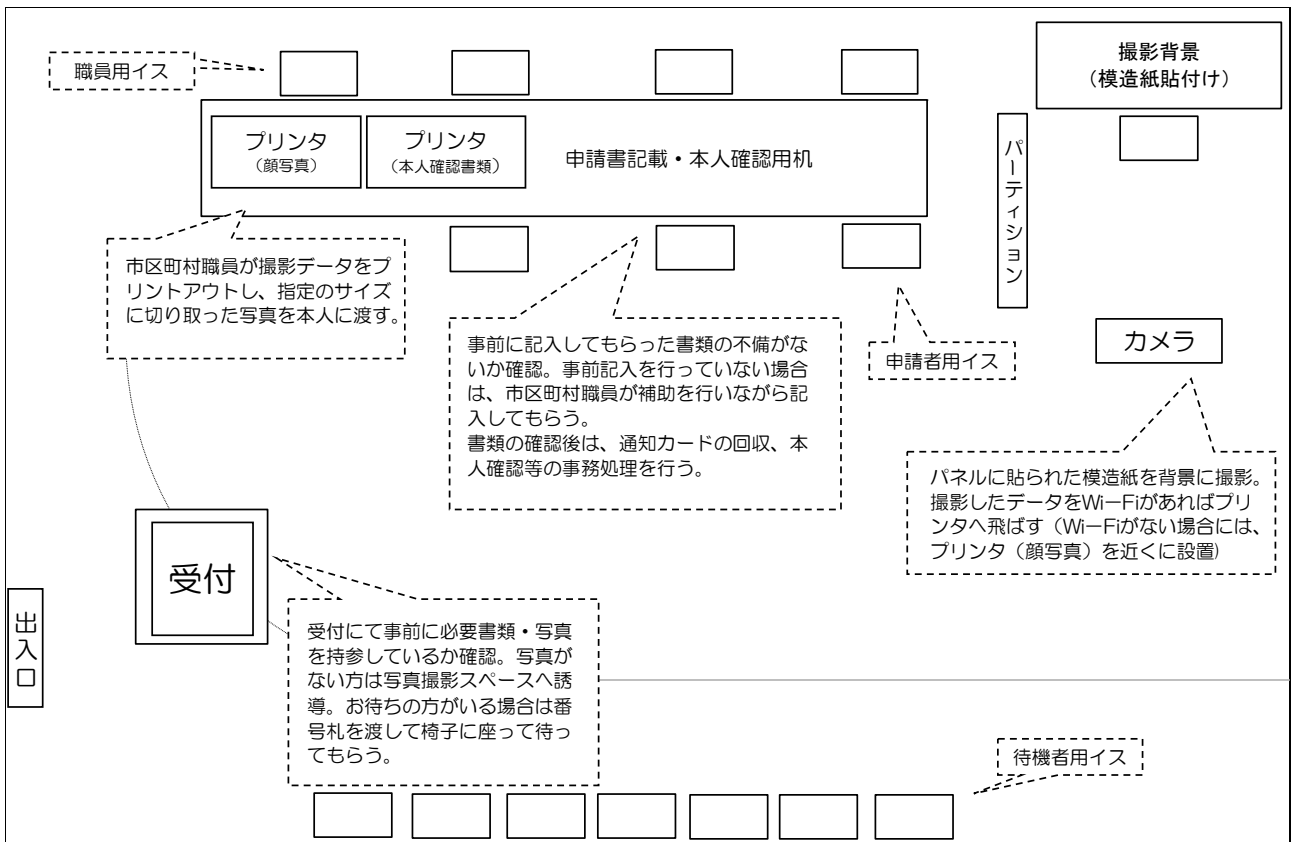 職員用イス
撮影背景
（模造紙貼付け）
プリンタ
（顔写真）
プリンタ
（本人確認書類）
申請書記載・本人確認用机
パーティション
市区町村職員が撮影データをプ
リントアウトし、指定のサイズ
に切り取った写真を本人に渡す。
事前に記入してもらった書類の不備がな
いか確認。事前記入を行っていない場合
は、市区町村職員が補助を行いながら記
入してもらう。
書類の確認後は、通知カードの回収、本
人確認等の事務処理を行う。
申請者用イス
カメラ
パネルに貼られた模造紙を背景に撮影。
撮影したデータをWi－Fiがあればプリ
ンタへ飛ばす（Wi－Fiがない場合には、
プリンタ（顔写真）を近くに設置)
受付
出入口
受付にて事前に必要書類・写真
を持参しているか確認。写真が
ない方は写真撮影スペースへ誘
導。お待ちの方がいる場合は番
号札を渡して椅子に座って待っ
てもらう。
待機者用イス